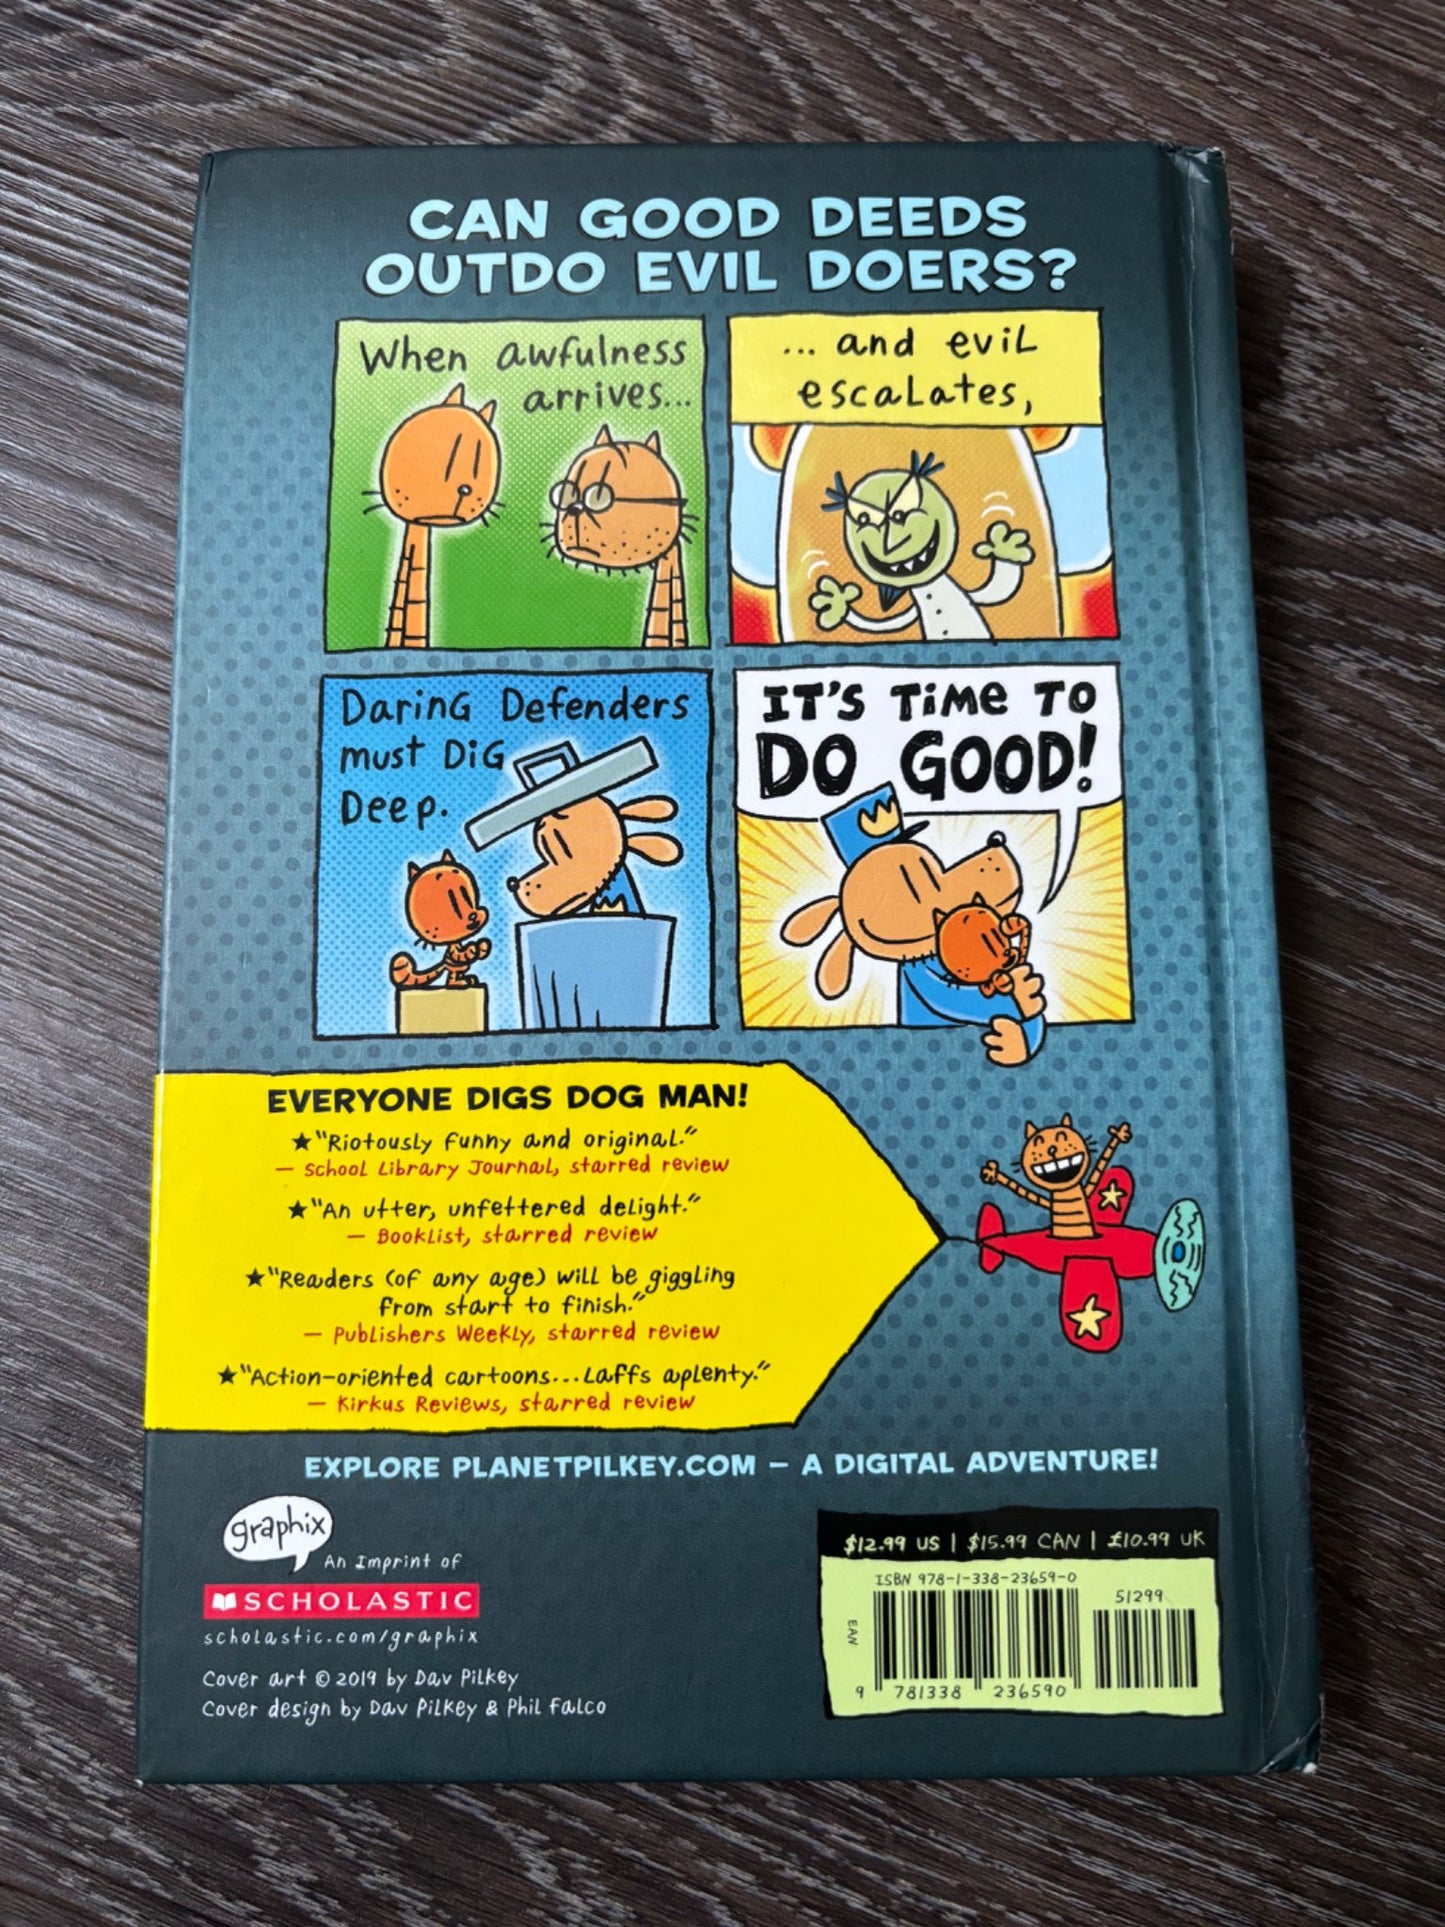 CAN GOOD DEEDS
OUTDO EVIL DOERS?
When awfulness
arrives...
... and evil
escalates,
Daring Defenders
must Dig
Deep.
IT'S TiMe TO
DO GOOD!
EVERYONE DIGS DOG MAN!
★"Riotously funny and original."
— School Library Journal, starred review
★"An utter, unfettered delight."
— Booklist, starred review
★"Readers (of any age) will be giggling
from start to finish."
— Publishers Weekly, starred review
★"Action-oriented cartoons...Laffs aplenty."
— Kirkus Reviews, starred review
EXPLORE PLANETPILKEY.COM — A DIGITAL ADVENTURE!
graphix
An Imprint of
SCHOLASTIC
scholastic.com/graphix
Cover art © 2019 by Dav Pilkey
Cover design by Dav Pilkey & Phil Falco
$12.99 US | $15.99 CAN | £10.99 UK
ISBN 978-1-338-23659-0
51299
EAN
9 781338 236590